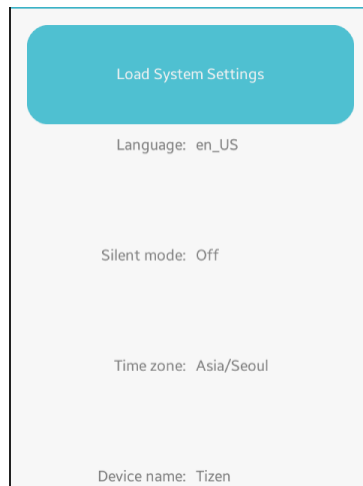 Load System Settings
Language: en_US
Silent mode: Off
Time zone: Asia/Seoul
Device name: Tizen